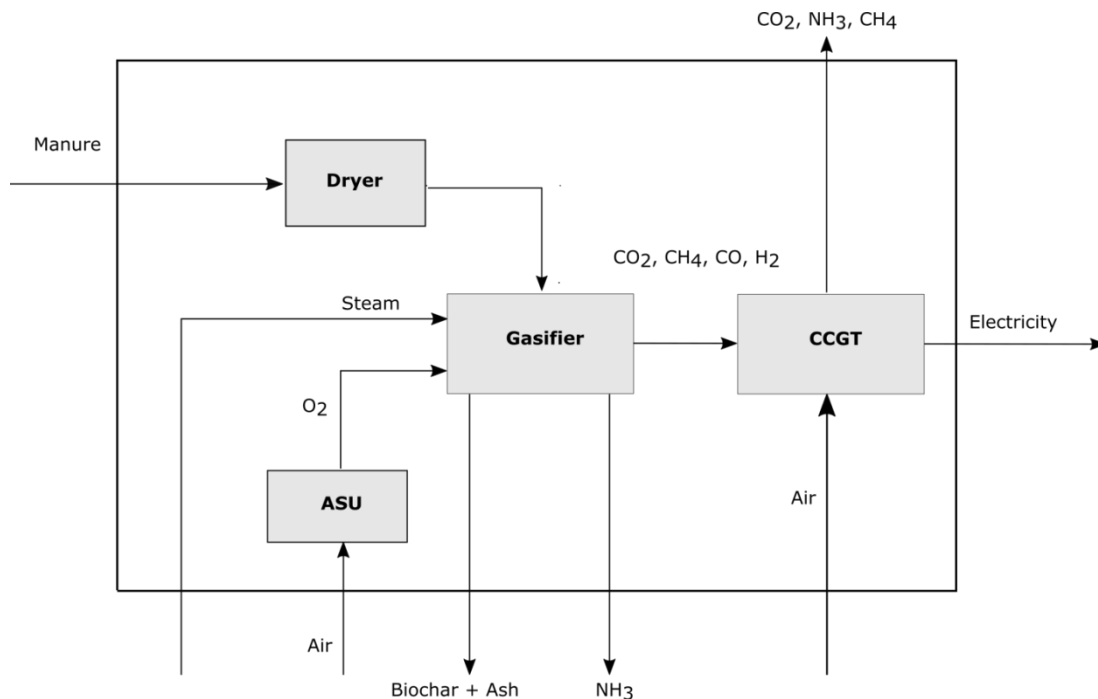 CO2, NH3, CH4
Manure
Dryer
CO2, CH4, CO, H2
Steam
Gasifier
CCGT
Electricity
O2
ASU
Air
Air
Biochar + Ash
NH3